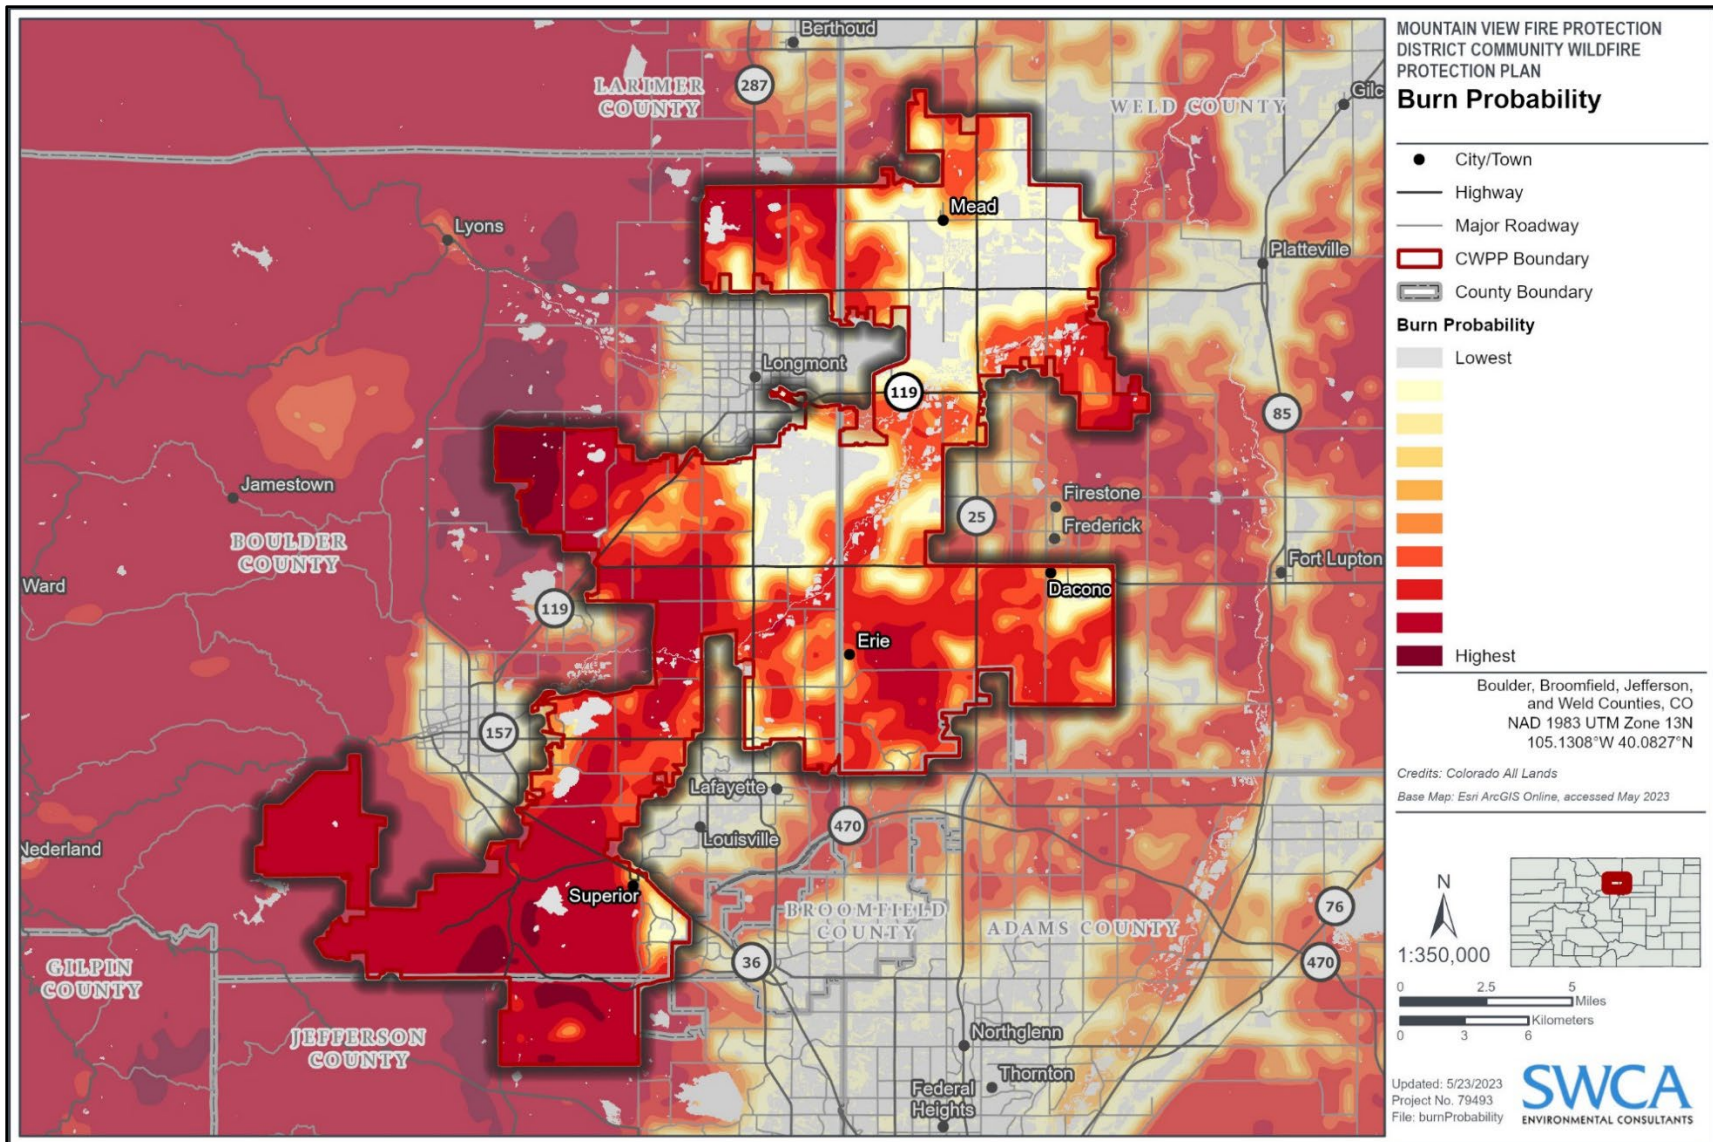 Berthoud
LARIMER
COUNTY
287
WELD COUNTY
Gilc
Mead
Lyons
Platteville
Longmont
119
85
Jamestown
BOULDER
COUNTY
Firestone
25
Frederick
Fort Lupton
Ward
119
Dacono
Erie
157
Lafayette
470
Louisville
Nederland
Superior
BROOMFIELD
COUNTY
ADAMS COUNTY
76
36
470
GILPIN
COUNTY
JEFFERSON
COUNTY
Northglenn
Thornton
Federal
Heights
MOUNTAIN VIEW FIRE PROTECTION
DISTRICT COMMUNITY WILDFIRE
PROTECTION PLAN
Burn Probability
City/Town
Highway
Major Roadway
CWPP Boundary
County Boundary
Burn Probability
Lowest
Highest
Boulder, Broomfield, Jefferson,
and Weld Counties, CO
NAD 1983 UTM Zone 13N
105.1308°W 40.0827°N
Credits: Colorado All Lands
Base Map: Esri ArcGIS Online, accessed May 2023
N
1:350,000
0 2.5 5
Miles
Kilometers
0 3 6
Updated: 5/23/2023
Project No. 79493
File: burnProbability
SWCA
ENVIRONMENTAL CONSULTANTS